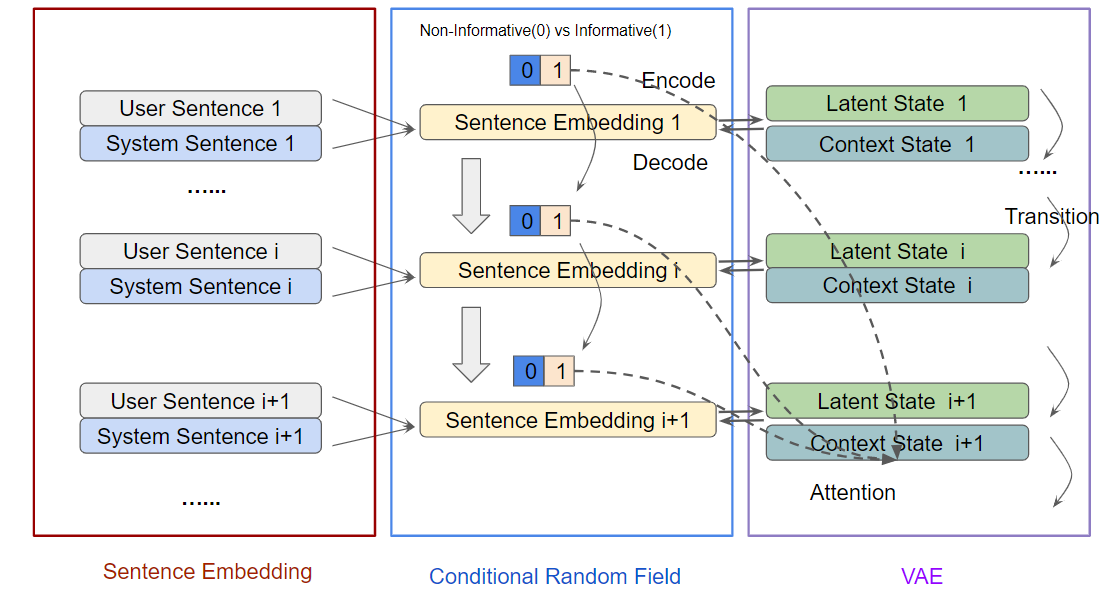 Non-Informative(0) vs Informative(1)
0 1
Encode
User Sentence 1
System Sentence 1
......
Sentence Embedding 1
Decode
Latent State 1
Context State 1
......
Transition
0 1
User Sentence i
System Sentence i
Sentence Embedding i
Latent State i
Context State i
0 1
User Sentence i+1
System Sentence i+1
......
Sentence Embedding i+1
Latent State i+1
Context State i+1
Attention
Sentence Embedding
Conditional Random Field
VAE